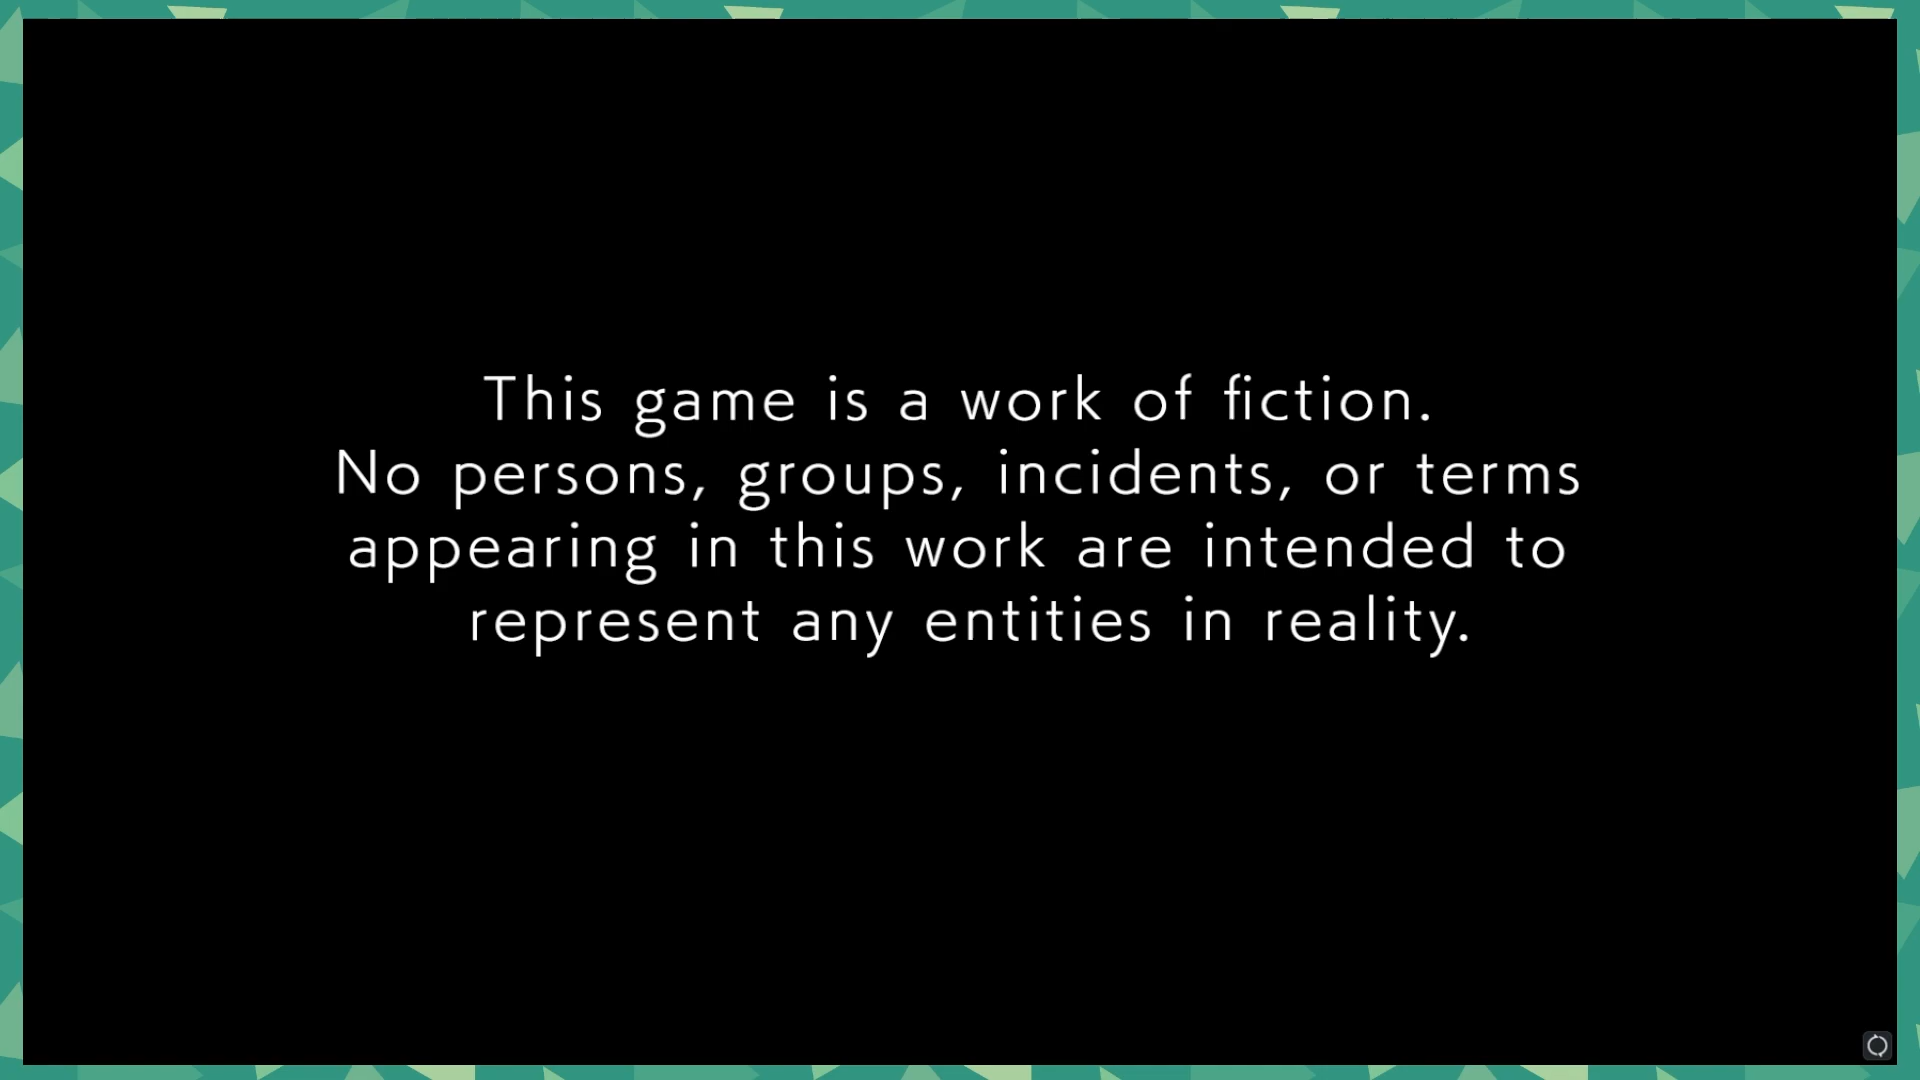 This game is a work of fiction.
No persons, groups, incidents, or terms
appearing in this work are intended to
represent any entities in reality.